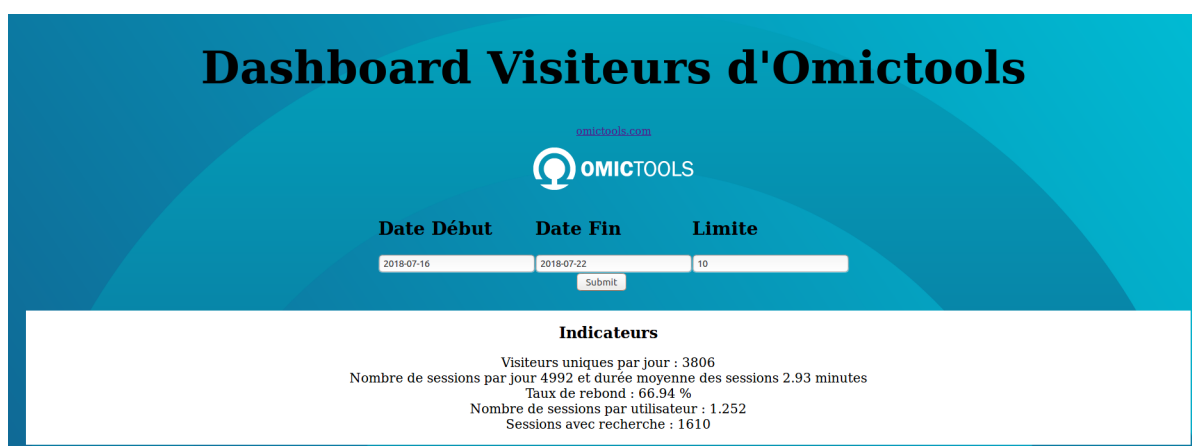 Dashboard Visiteurs d'Omictools
omictools.com
OMICTOOLS
Date Début Date Fin Limite
2018-07-16 2018-07-22 10
Submit
Indicateurs
Visiteurs uniques par jour : 3806
Nombre de sessions par jour 4992 et durée moyenne des sessions 2.93 minutes
Taux de rebond : 66.94 %
Nombre de sessions par utilisateur : 1.252
Sessions avec recherche : 1610